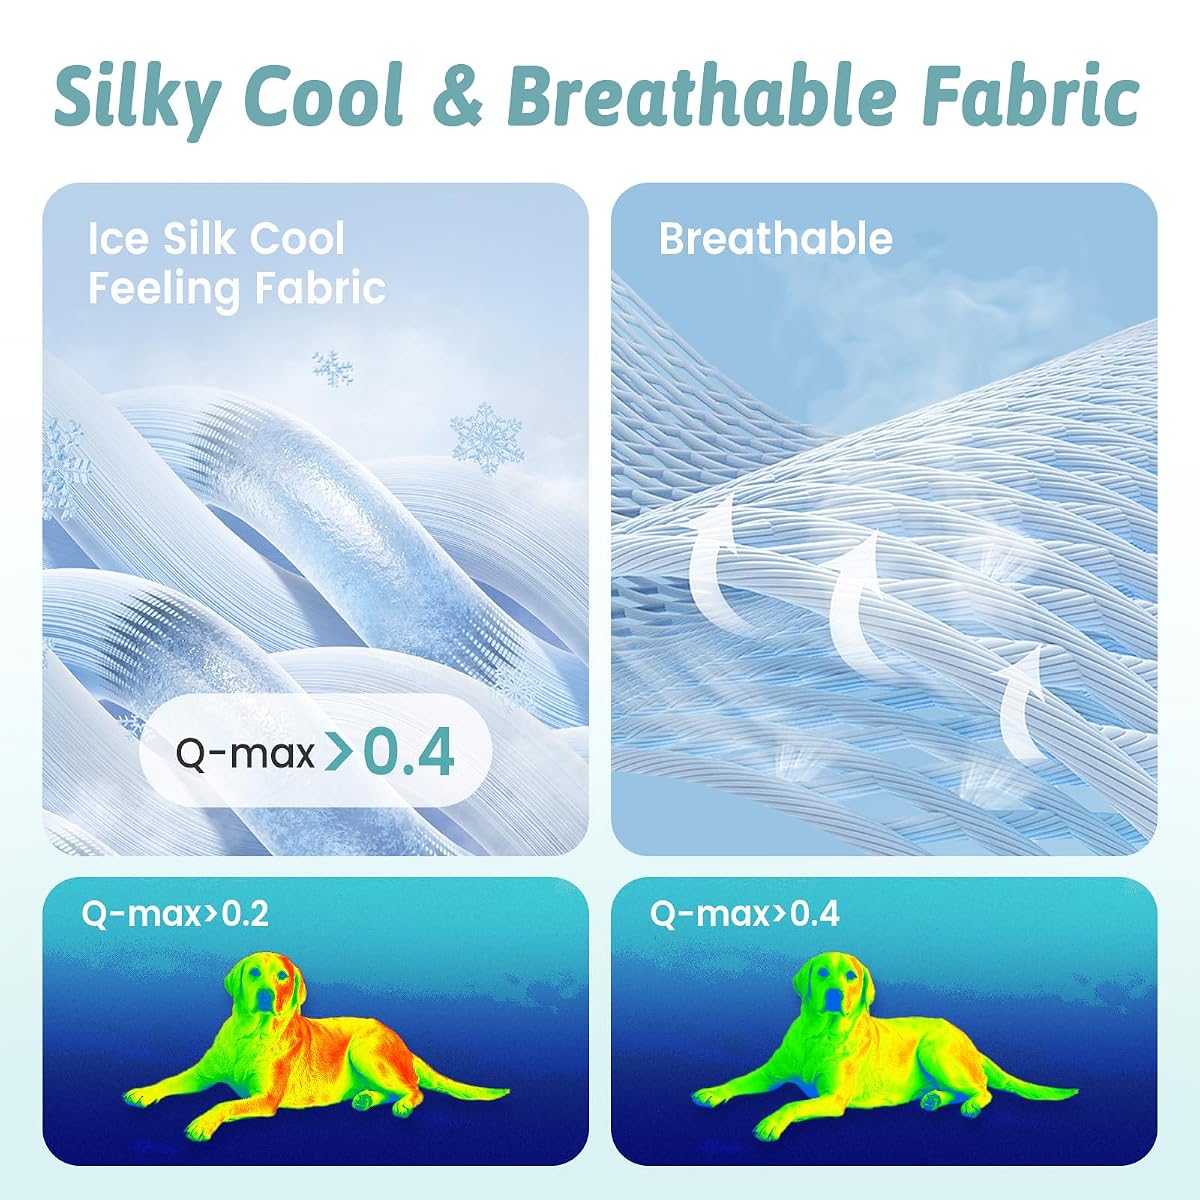 Silky Cool & Breathable Fabric
Ice Silk Cool
Feeling Fabric
Breathable
Q-max>0.4
Q-max>0.2
Q-max>0.4